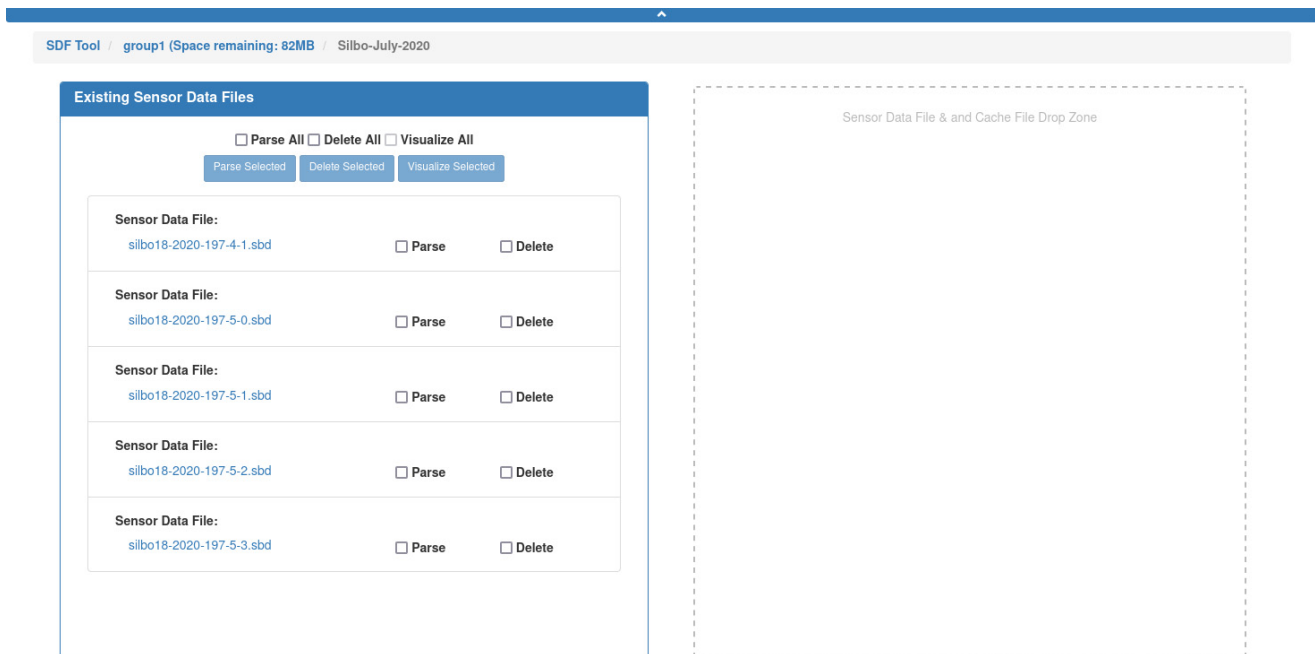 SDF Tool / group1 (Space remaining: 82MB / Silbo-July-2020
Existing Sensor Data Files
Parse All Delete All Visualize All
Parse Selected Delete Selected Visualize Selected
Sensor Data File:
silbo18-2020-197-4-1.sbd Parse Delete
Sensor Data File:
silbo18-2020-197-5-0.sbd Parse Delete
Sensor Data File:
silbo18-2020-197-5-1.sbd Parse Delete
Sensor Data File:
silbo18-2020-197-5-2.sbd Parse Delete
Sensor Data File:
silbo18-2020-197-5-3.sbd Parse Delete
Sensor Data File & and Cache File Drop Zone